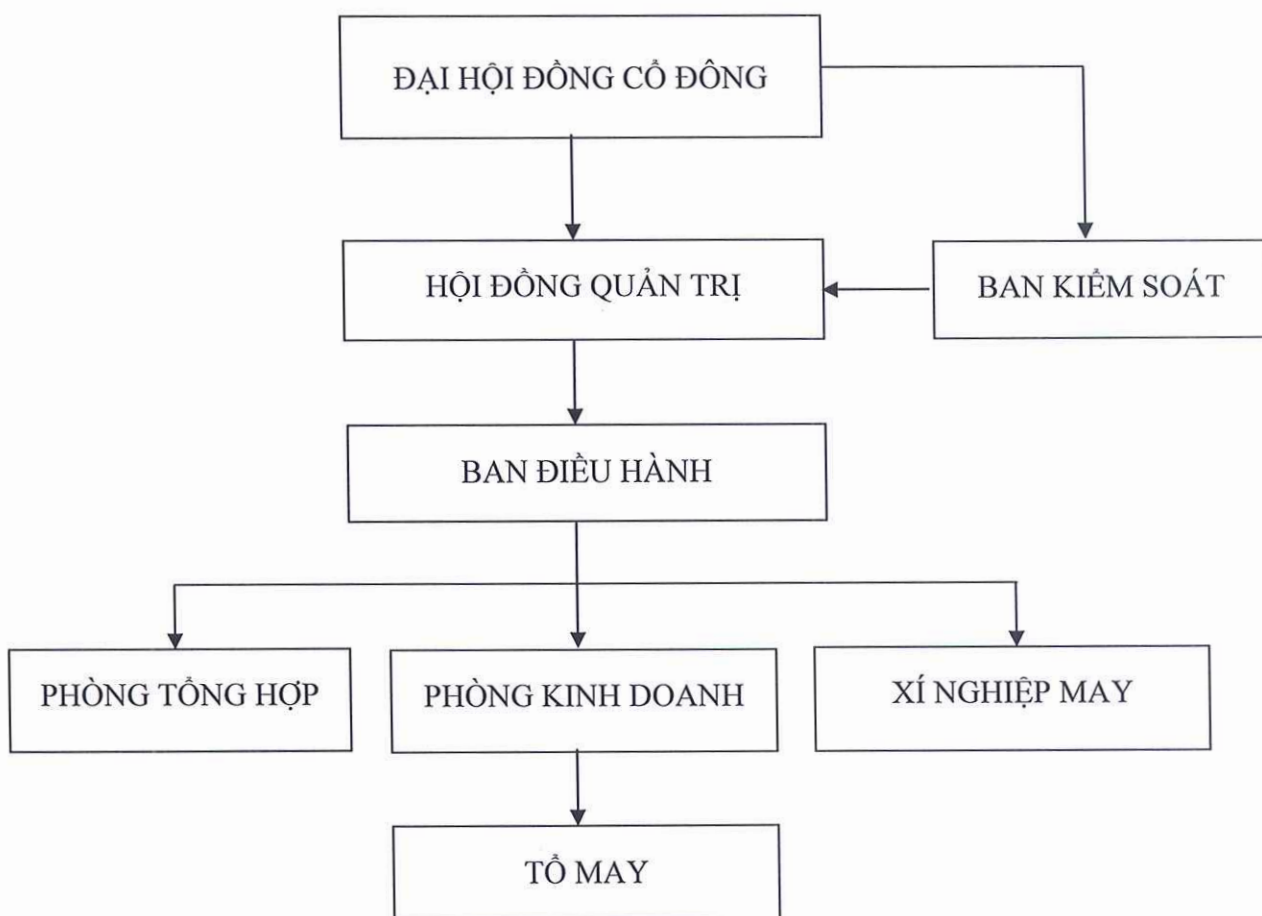 ĐẠI HỘI ĐỒNG CỔ ĐÔNG
HỘI ĐỒNG QUẢN TRỊ
BAN KIỂM SOÁT
BAN ĐIỀU HÀNH
PHÒNG TỔNG HỢP
PHÒNG KINH DOANH
XÍ NGHIỆP MAY
TỔ MAY